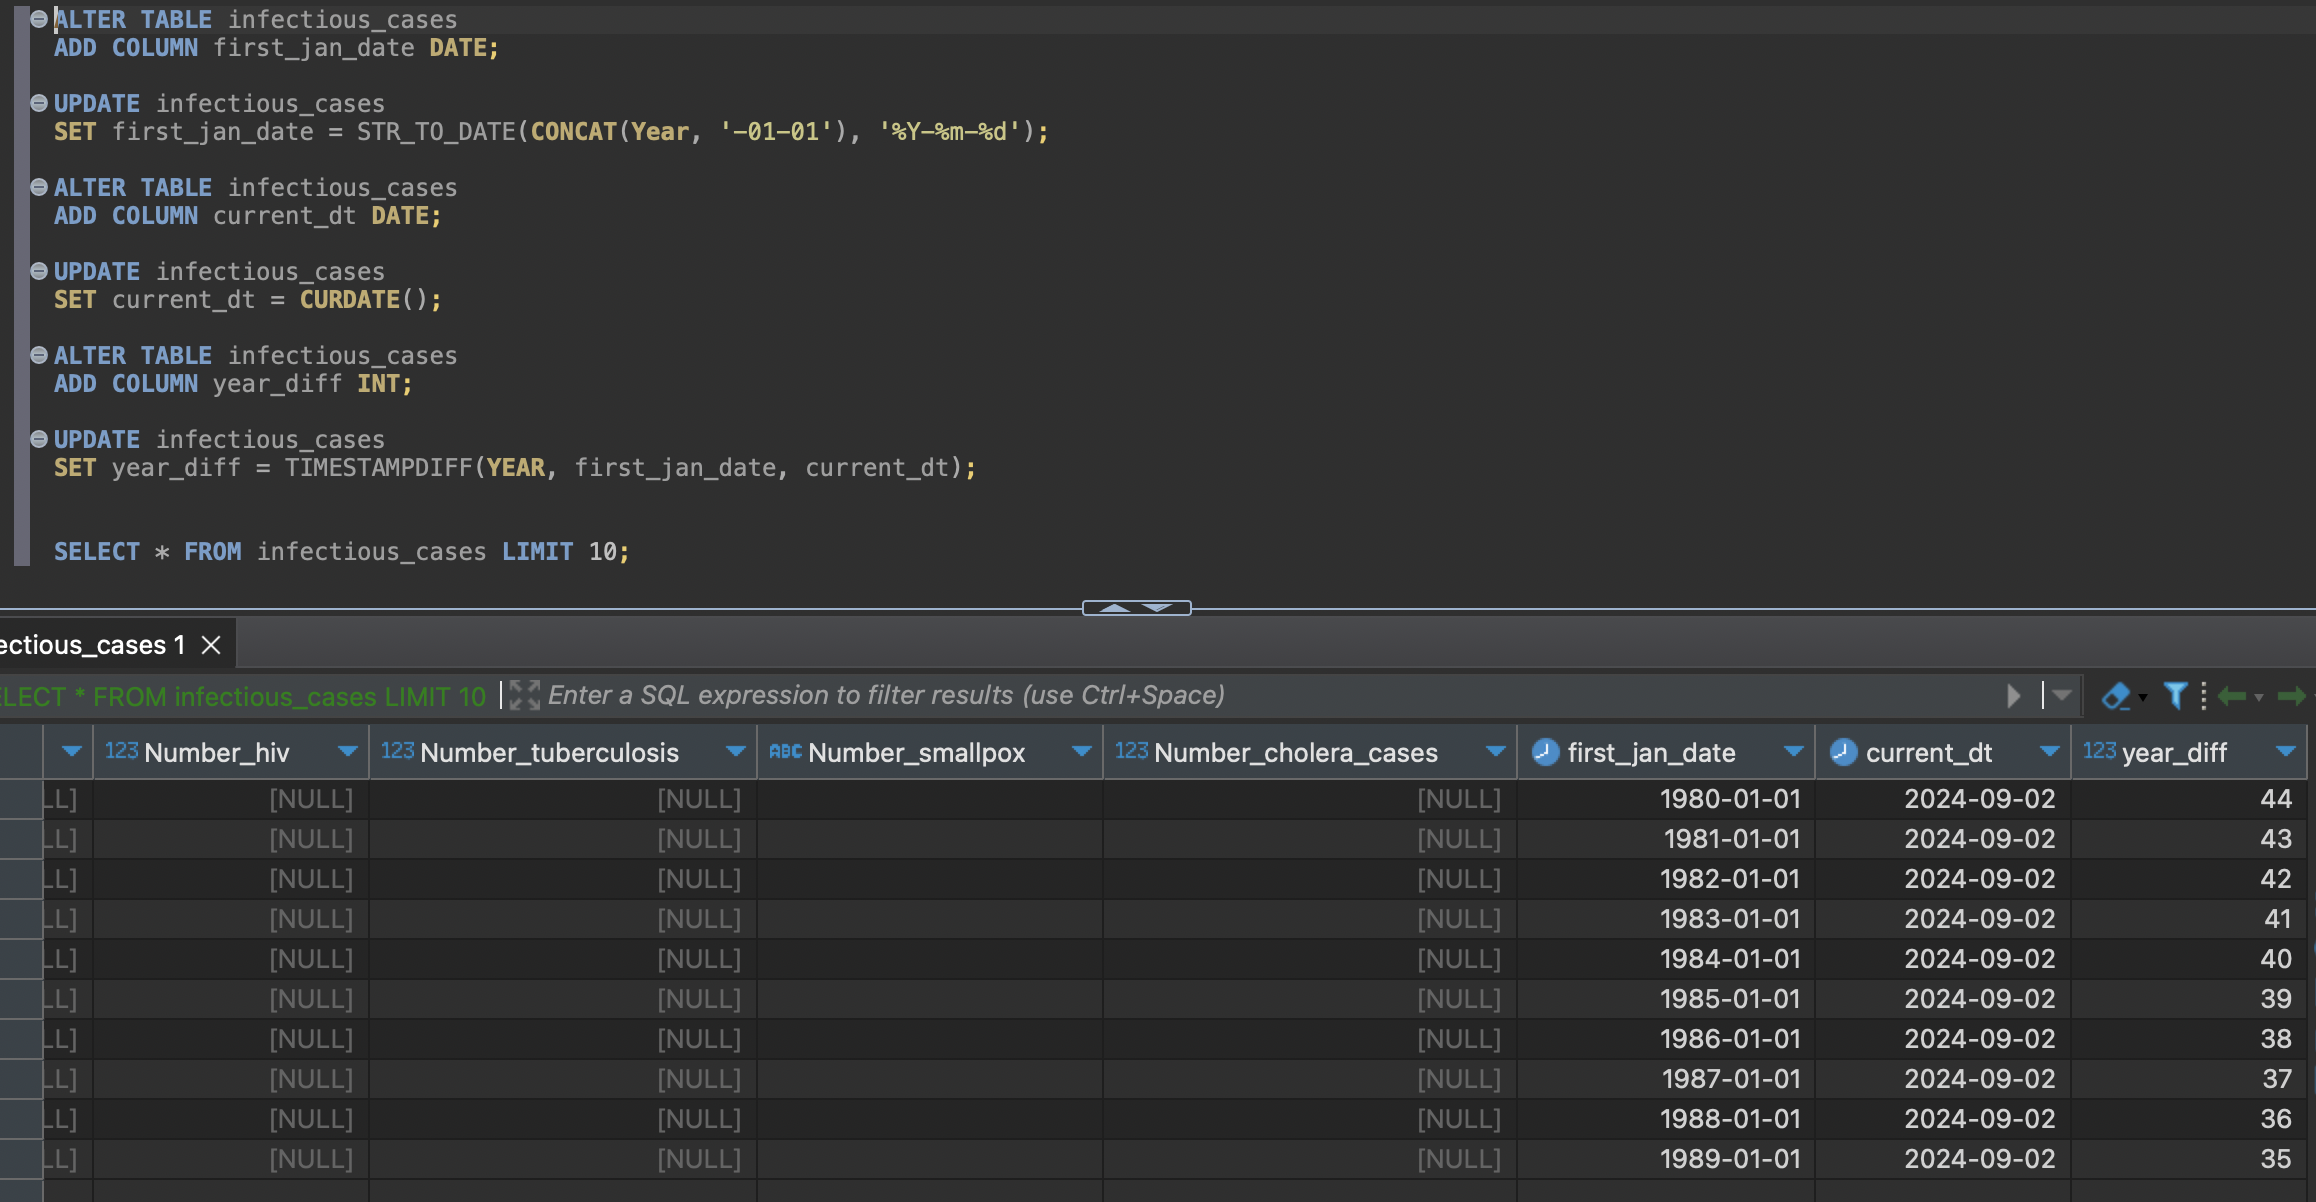 ALTER TABLE infectious_cases
ADD COLUMN first_jan_date DATE;
UPDATE infectious_cases
SET first_jan_date = STR_TO_DATE(CONCAT(Year, '-01-01'), '%Y-%m-%d');
ALTER TABLE infectious_cases
ADD COLUMN current_dt DATE;
UPDATE infectious_cases
SET current_dt = CURDATE();
ALTER TABLE infectious_cases
ADD COLUMN year_diff INT;
UPDATE infectious_cases
SET year_diff = TIMESTAMPDIFF(YEAR, first_jan_date, current_dt);
SELECT * FROM infectious_cases LIMIT 10;
ectious_cases 1
LECT * FROM infectious_cases LIMIT 10 Enter a SQL expression to filter results (use Ctrl+Space)
123 Number_hiv 123 Number_tuberculosis ABC Number_smallpox 123 Number_cholera_cases first_jan_date current_dt 123 year_diff
LL] [NULL] [NULL] [NULL] 1980-01-01 2024-09-02 44
LL] [NULL] [NULL] [NULL] 1981-01-01 2024-09-02 43
LL] [NULL] [NULL] [NULL] 1982-01-01 2024-09-02 42
LL] [NULL] [NULL] [NULL] 1983-01-01 2024-09-02 41
LL] [NULL] [NULL] [NULL] 1984-01-01 2024-09-02 40
LL] [NULL] [NULL] [NULL] 1985-01-01 2024-09-02 39
LL] [NULL] [NULL] [NULL] 1986-01-01 2024-09-02 38
LL] [NULL] [NULL] [NULL] 1987-01-01 2024-09-02 37
LL] [NULL] [NULL] [NULL] 1988-01-01 2024-09-02 36
LL] [NULL] [NULL] [NULL] 1989-01-01 2024-09-02 35